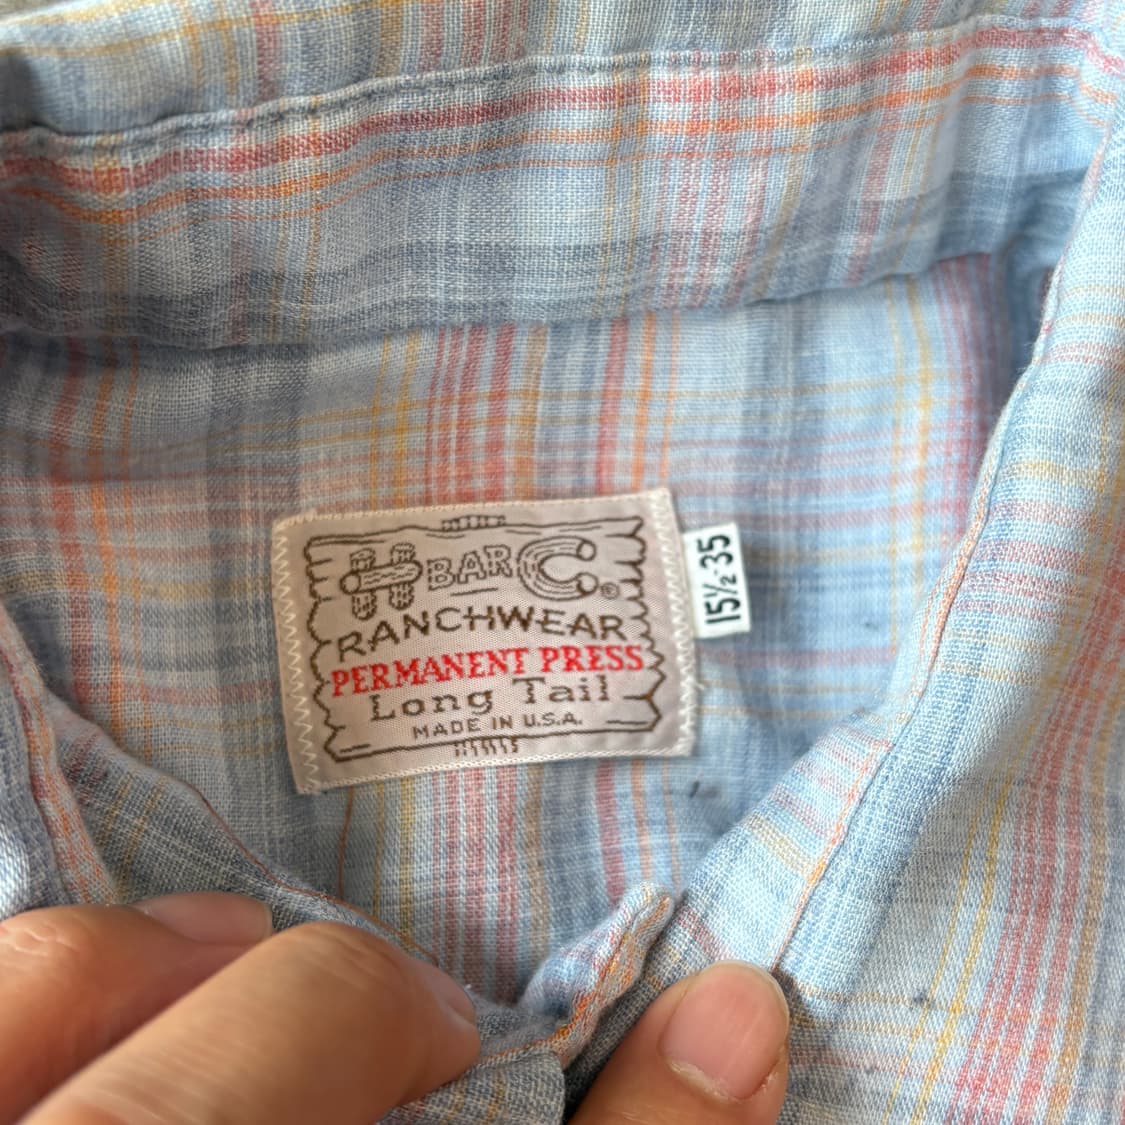 H BAR C ®
RANCHWEAR
PERMANENT PRESS
Long Tail
MADE IN U.S.A.
15½-35